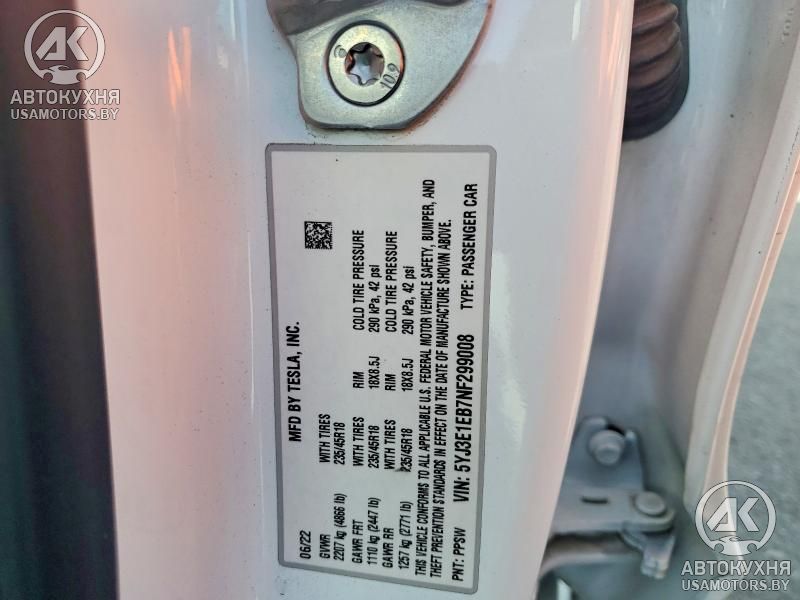 AK
АВТОКУХНЯ
USAMOTORS.BY
10.9
MFD BY TESLA, INC.
06/22
GVWR WITH TIRES RIM COLD TIRE PRESSURE
2207 kg (4866 lb) 235/45R18 18X8.5J 290 kPa, 42 psi
GAWR FRT WITH TIRES RIM COLD TIRE PRESSURE
1110 kg (2447 lb) 235/45R18 18X8.5J 290 kPa, 42 psi
GAWR RR
1257 kg (2771 lb) 235/45R18
THIS VEHICLE CONFORMS TO ALL APPLICABLE U.S. FEDERAL MOTOR VEHICLE SAFETY, BUMPER, AND
THEFT PREVENTION STANDARDS IN EFFECT ON THE DATE OF MANUFACTURE SHOWN ABOVE.
VIN: 5YJ3E1EB7NF299008
PNT: PPSW TYPE: PASSENGER CAR
AK
АВТОКУХНЯ
USAMOTORS.BY